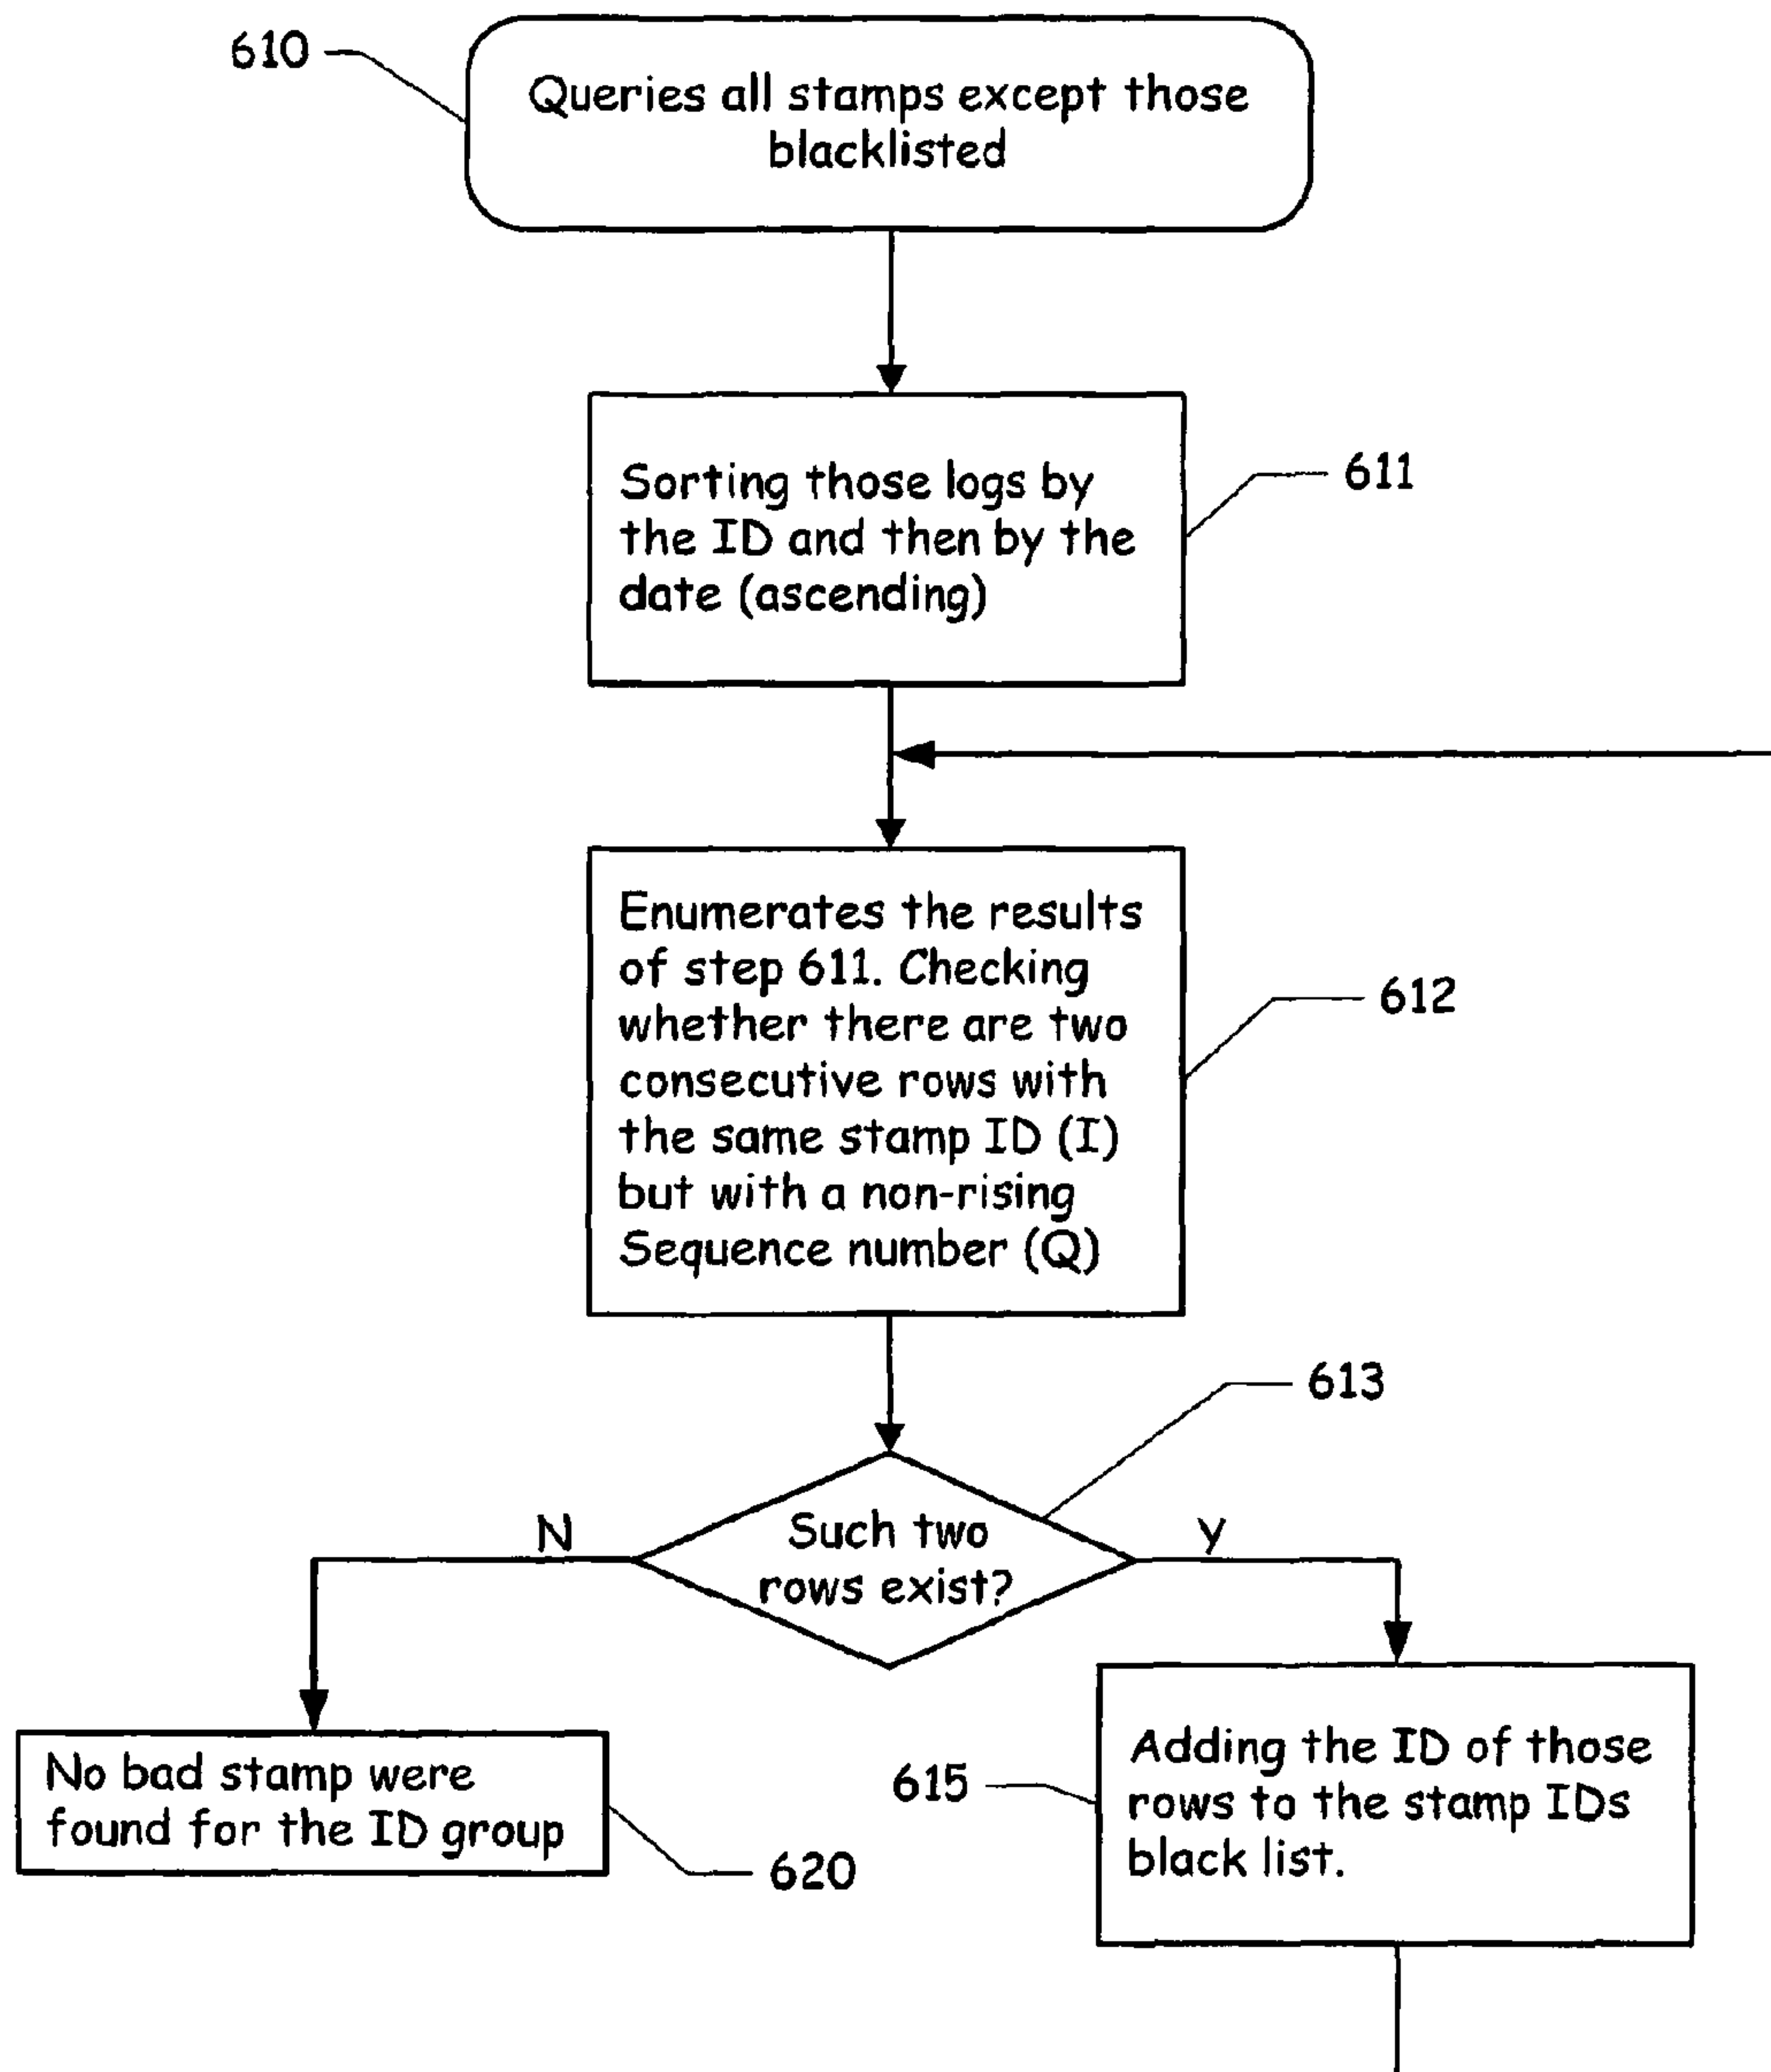 610
Queries all stamps except those
blacklisted
Sorting those logs by
the ID and then by the
date (ascending)
611
Enumerates the results
of step 611. Checking
whether there are two
consecutive rows with
the same stamp ID (I)
but with a non-rising
Sequence number (Q)
612
613
Such two
rows exist?
N
Y
No bad stamp were
found for the ID group
620
615
Adding the ID of those
rows to the stamp IDs
black list.